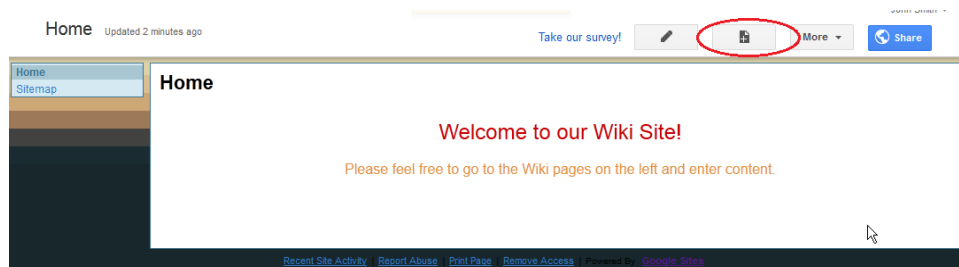 John Smith
Home Updated 2 minutes ago Take our survey! More Share
Home
Sitemap
Home
Welcome to our Wiki Site!
Please feel free to go to the Wiki pages on the left and enter content.
Recent Site Activity | Report Abuse | Print Page | Remove Access | Powered By Google Sites